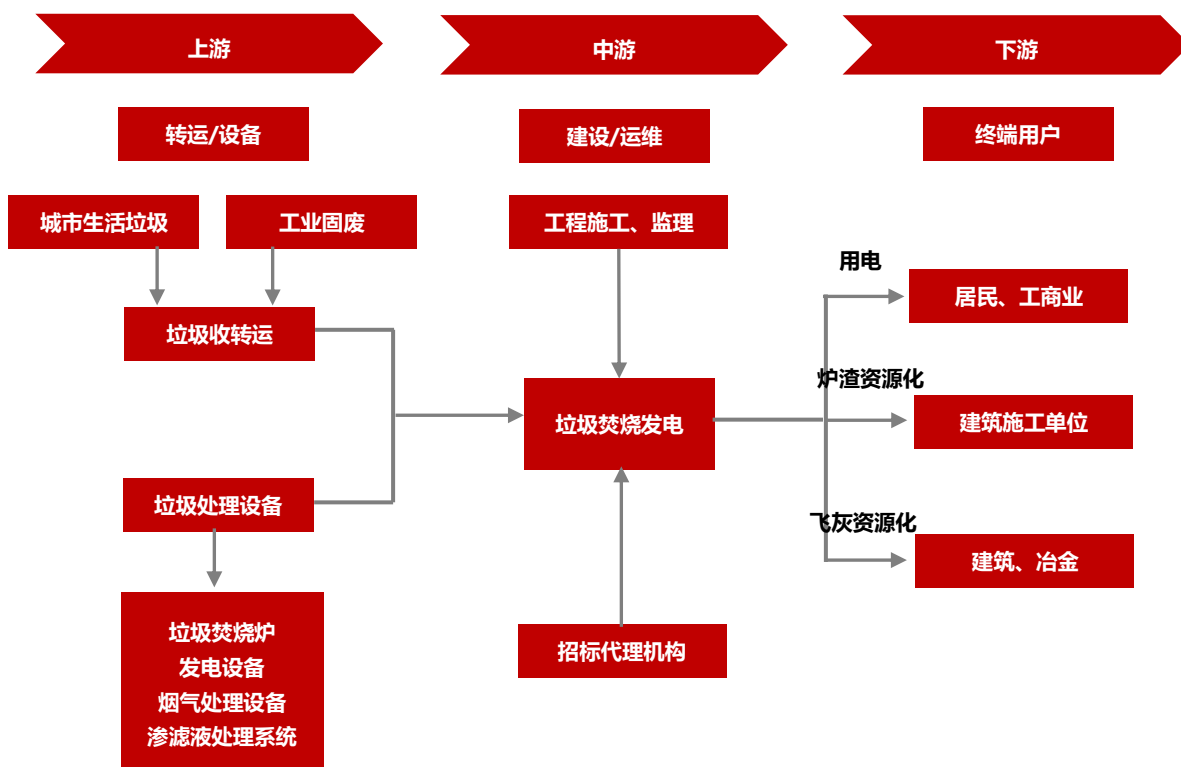 上游
中游
下游
转运/设备
建设/运维
终端用户
城市生活垃圾
工业固废
工程施工、监理
用电
居民、工商业
垃圾收转运
炉渣资源化
垃圾焚烧发电
建筑施工单位
垃圾处理设备
飞灰资源化
建筑、冶金
垃圾焚烧炉
发电设备
烟气处理设备
渗滤液处理系统
招标代理机构